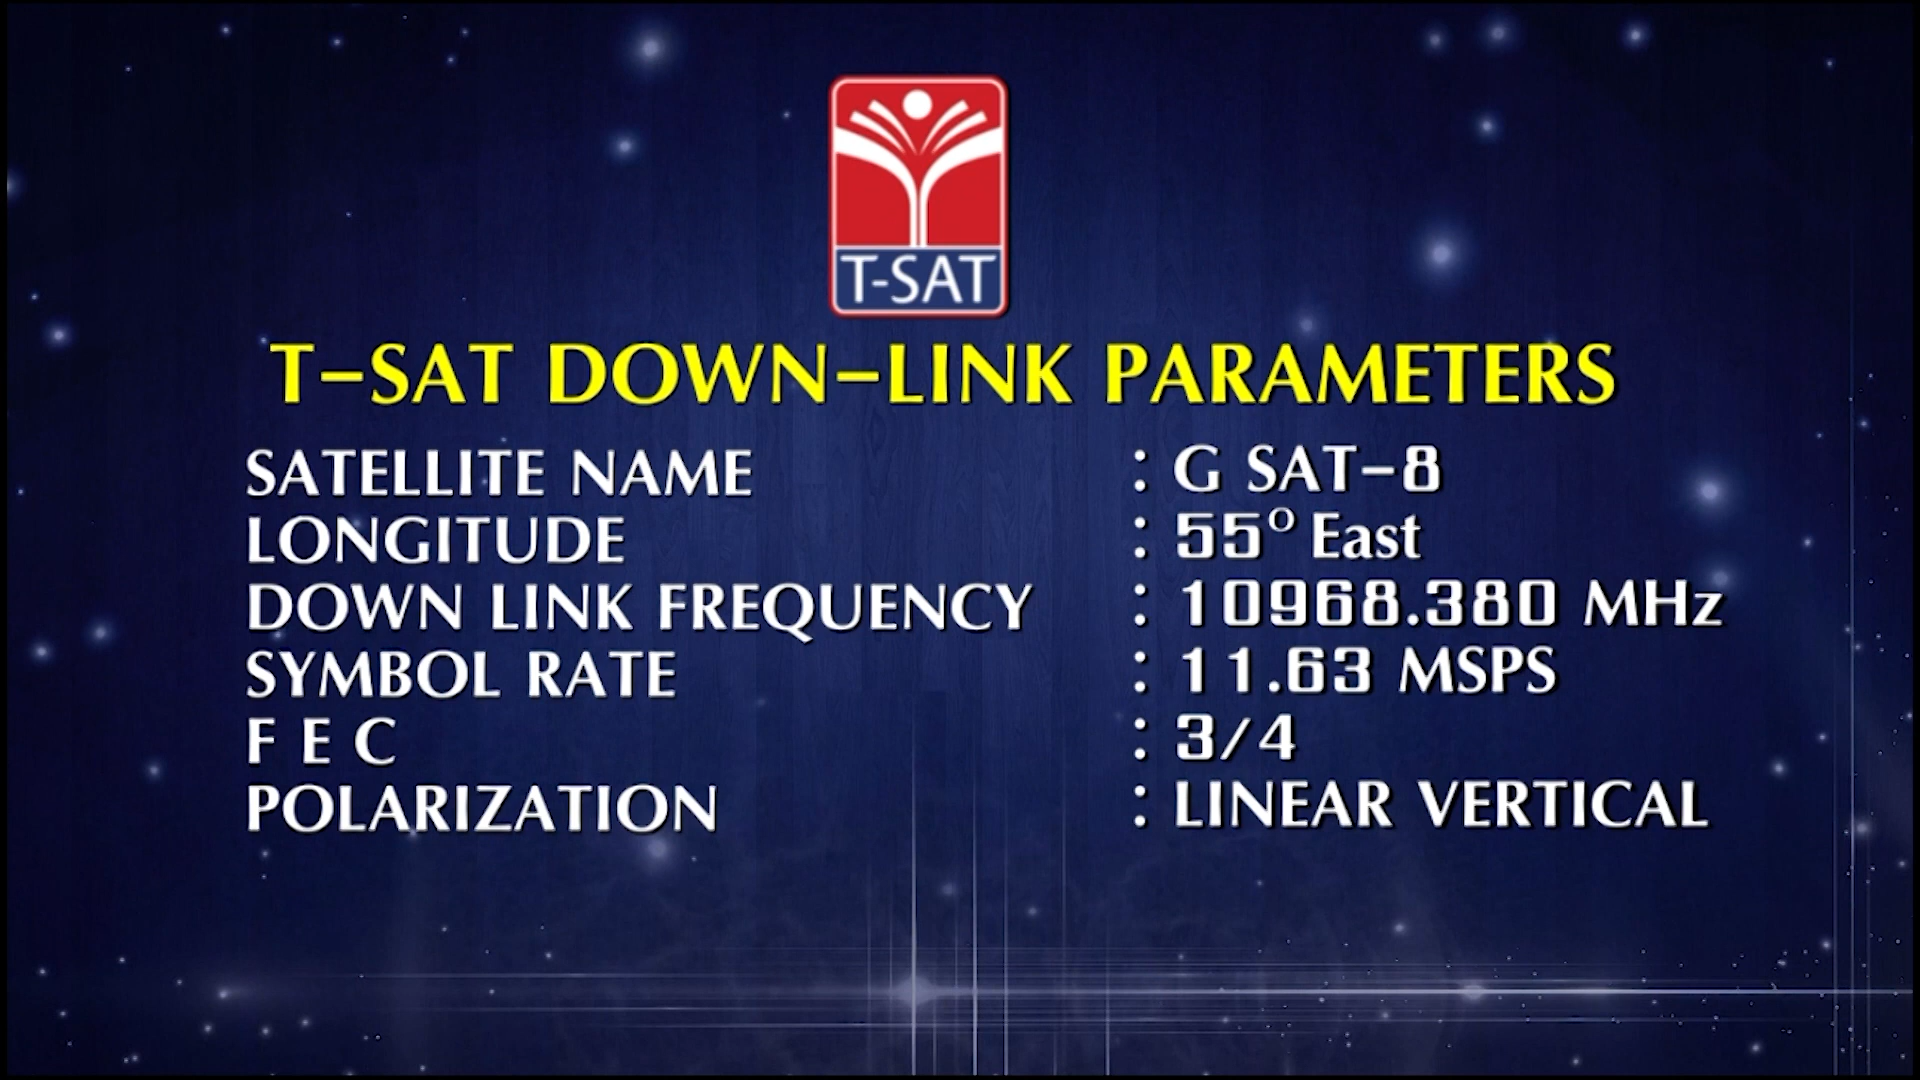 T-SAT
T-SAT DOWN-LINK PARAMETERS
SATELLITE NAME : G SAT-8
LONGITUDE : 55° East
DOWN LINK FREQUENCY : 10968.380 MHz
SYMBOL RATE : 11.63 MSPS
F E C : 3/4
POLARIZATION : LINEAR VERTICAL